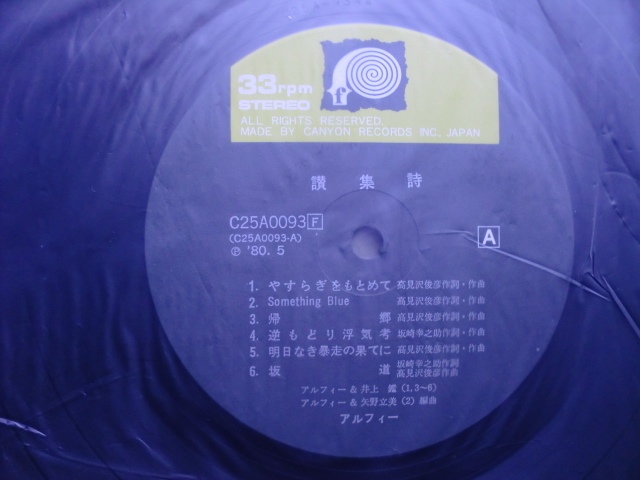 33rpm
STEREO
f
ALL RIGHTS RESERVED.
MADE BY CANYON RECORDS INC, JAPAN
讃集詩
C25A0093 F
(C25A0093-A)
℗ '80. 5
A
1. やすらぎをもとめて 高見沢俊彦作詞・作曲
2. Something Blue 高見沢俊彦作詞・作曲
3. 帰郷 高見沢俊彦作詞・作曲
4. 逆もどり浮気考 坂崎幸之助作詞・作曲
5. 明日なき暴走の果てに 高見沢俊彦作詞・作曲
6. 坂道 坂崎幸之助作詞 高見沢俊彦作曲
アルフィー & 井上 鑑 (1,3~6)
アルフィー & 矢野立美 (2) 編曲
アルフィー